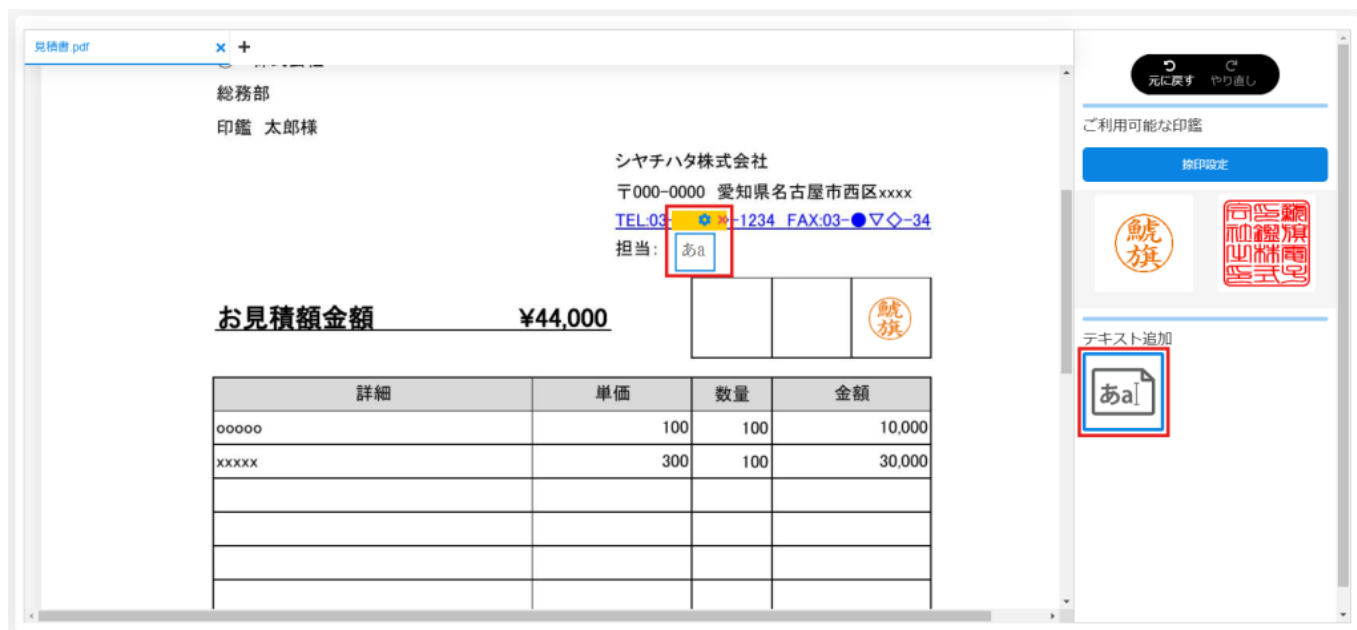 見積書.pdf × +
総務部
印鑑 太郎様
シヤチハタ株式会社
〒000-0000 愛知県名古屋市西区xxxx
TEL:03- -1234 FAX:03-●▽◇-34
担当: あa
お見積額金額 ¥44,000
鯱旗
詳細 単価 数量 金額
ooooo 100 100 10,000
xxxxx 300 100 30,000
元に戻す やり直し
ご利用可能な印鑑
捺印設定
鯱旗
テキスト追加
あa